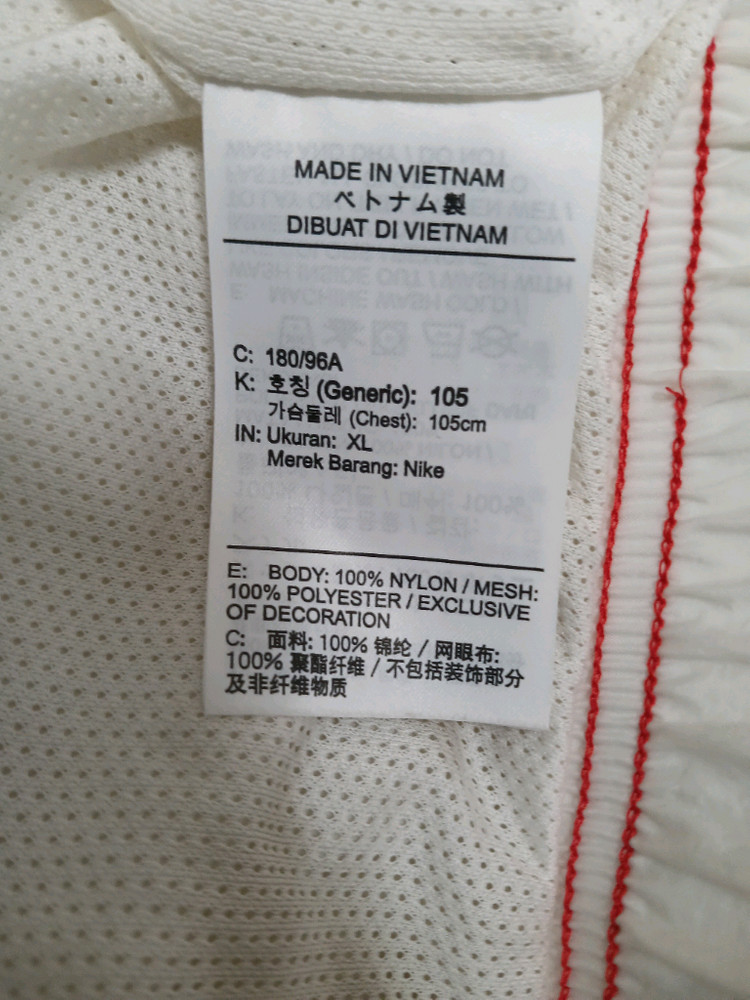 MADE IN VIETNAM
ベトナム製
DIBUAT DI VIETNAM
C: 180/96A
K: 호칭 (Generic): 105
가슴둘레 (Chest): 105cm
IN: Ukuran: XL
Merek Barang: Nike
E: BODY: 100% NYLON / MESH:
100% POLYESTER / EXCLUSIVE
OF DECORATION
C: 面料: 100% 锦纶 / 网眼布:
100% 聚酯纤维 / 不包括装饰部分
及非纤维物质